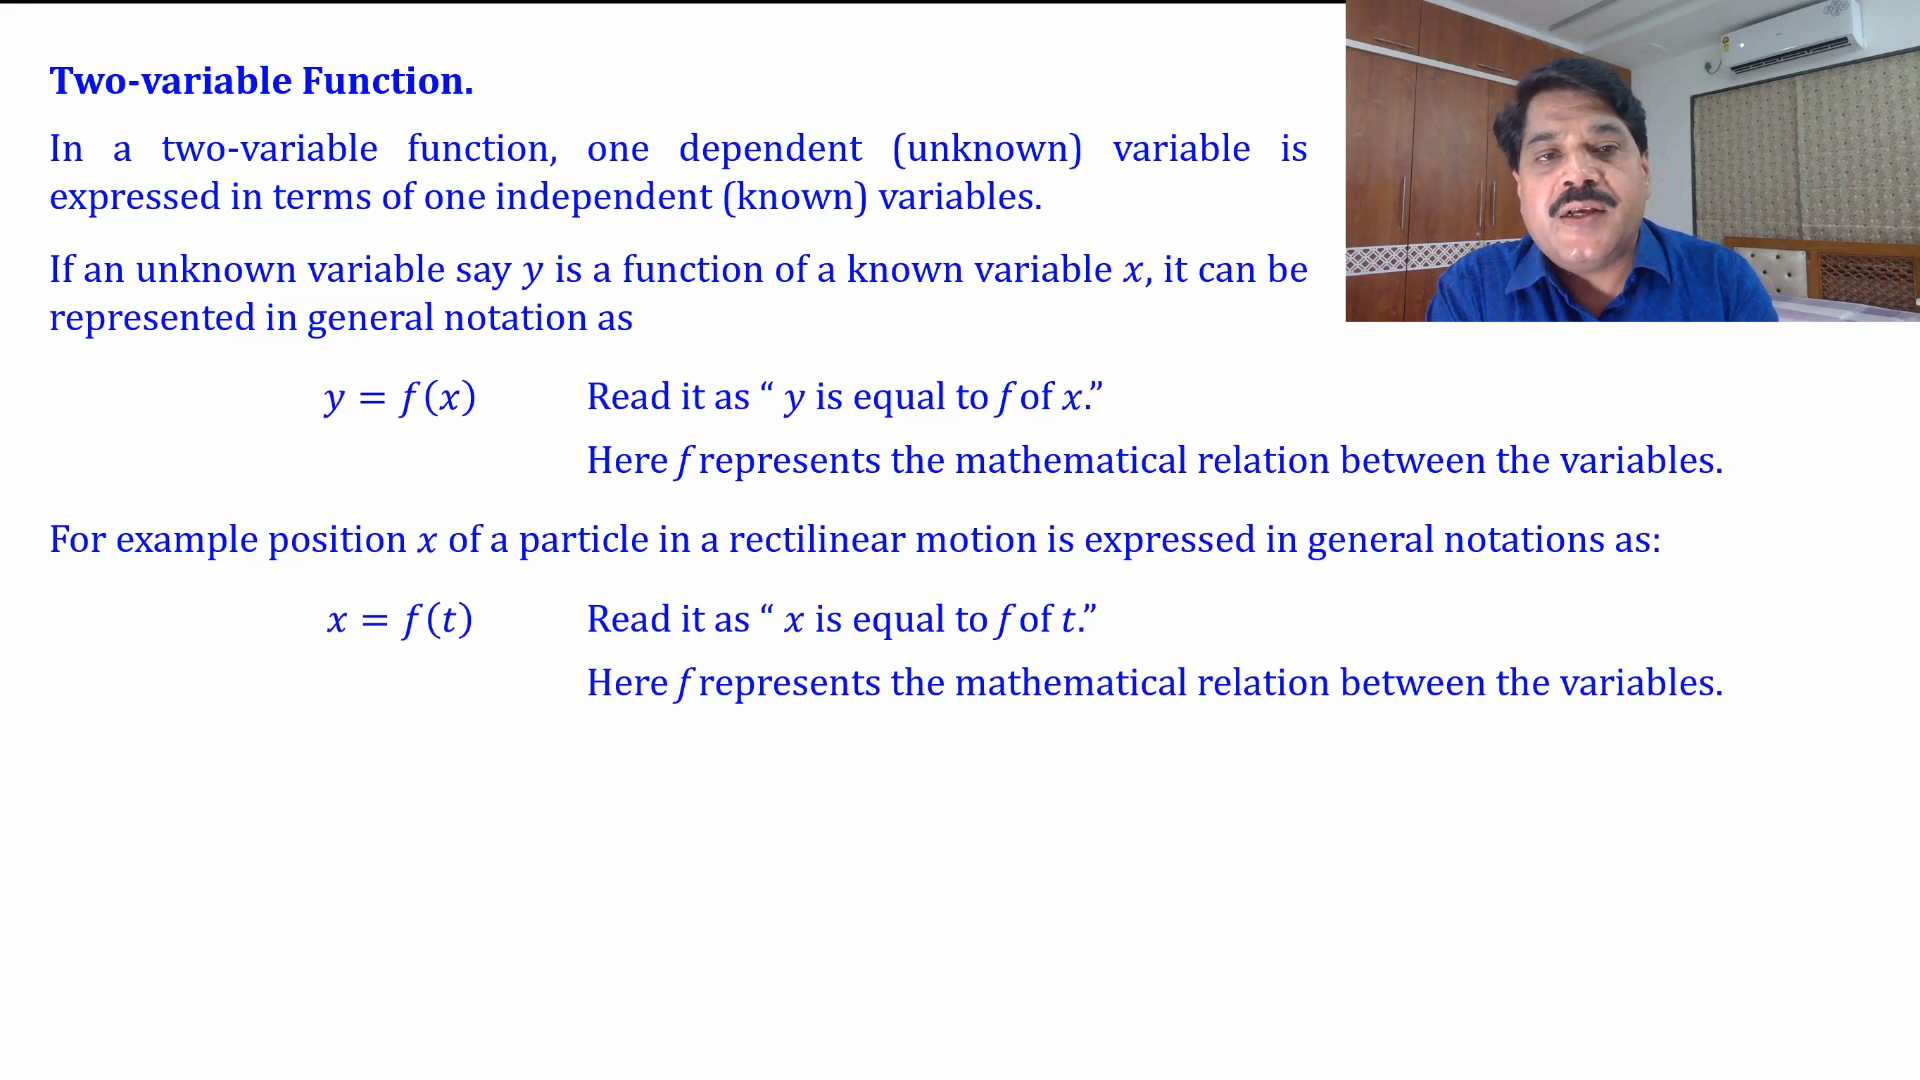 Two-variable Function.
In a two-variable function, one dependent (unknown) variable is
expressed in terms of one independent (known) variables.
If an unknown variable say y is a function of a known variable x, it can be
represented in general notation as
y = f(x) Read it as “ y is equal to f of x.”
Here f represents the mathematical relation between the variables.
For example position x of a particle in a rectilinear motion is expressed in general notations as:
x = f(t) Read it as “ x is equal to f of t.”
Here f represents the mathematical relation between the variables.